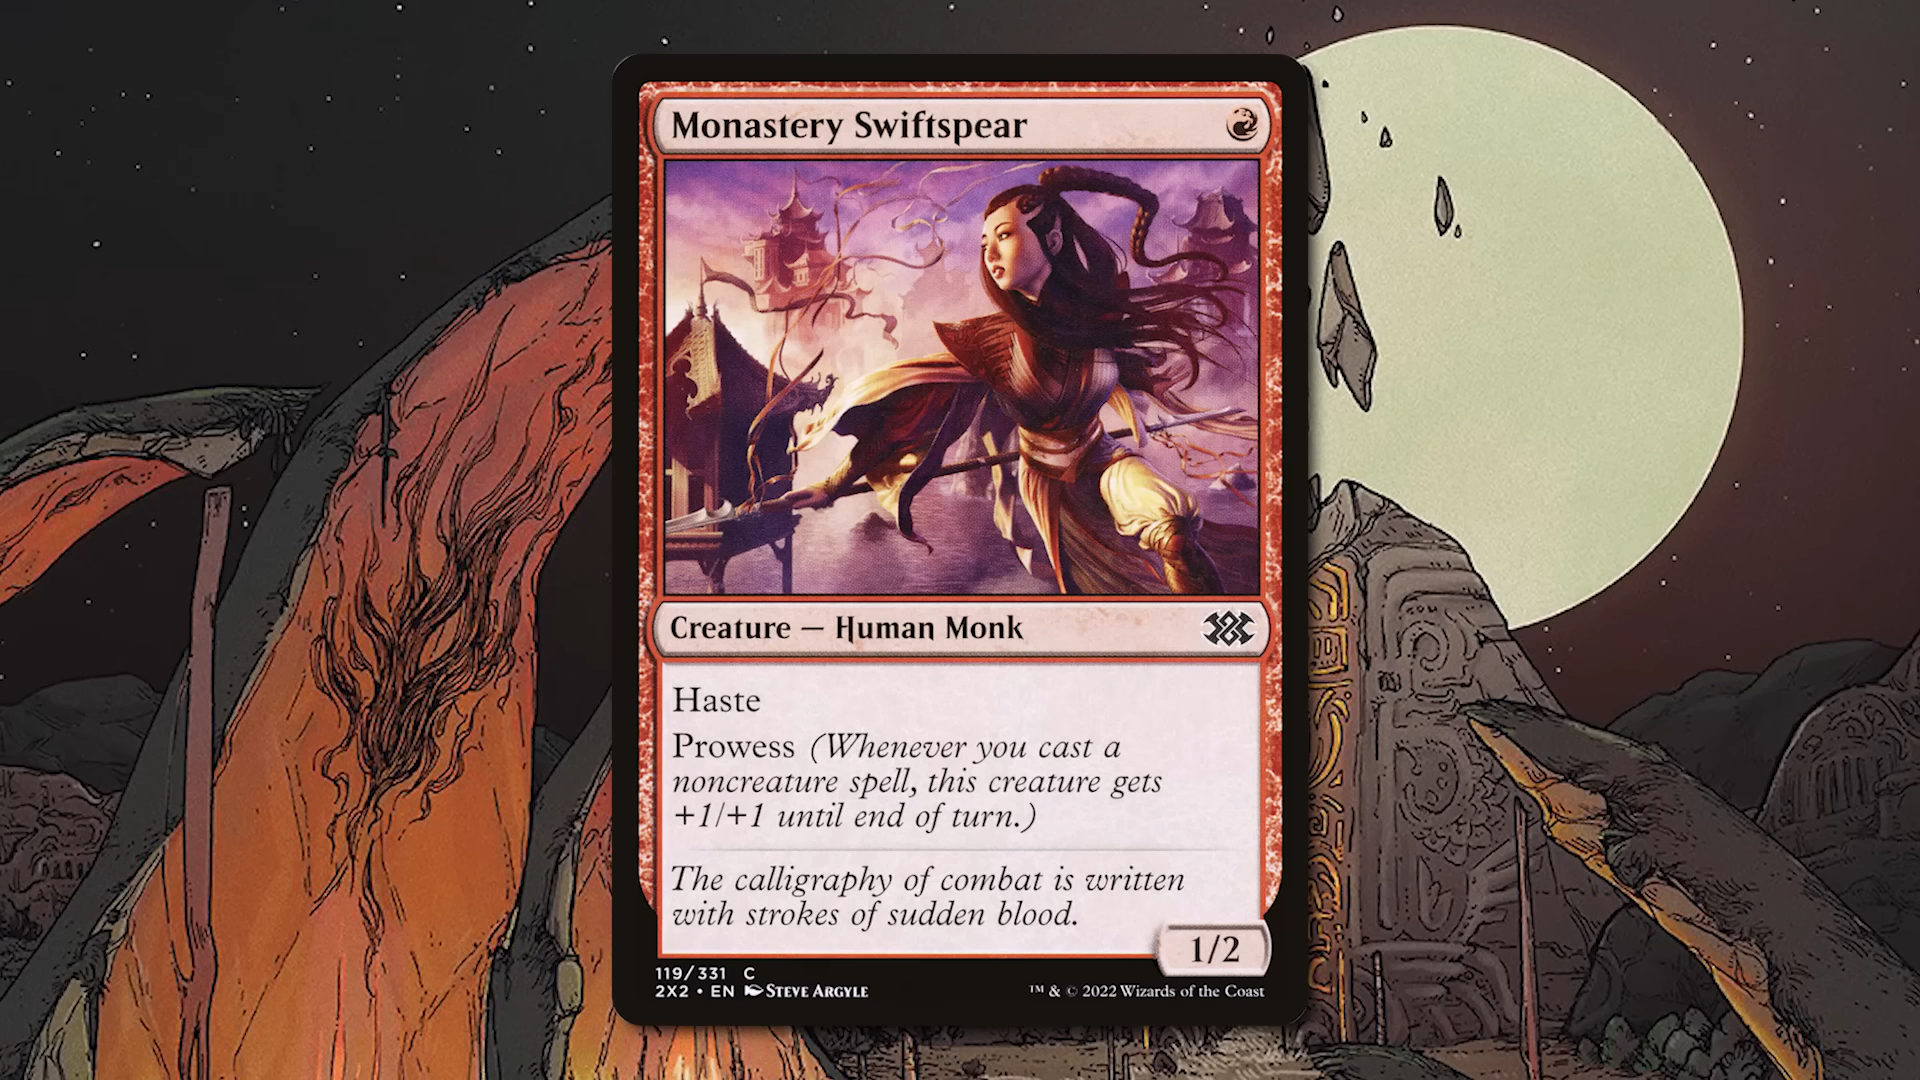 Monastery Swiftspear
Creature — Human Monk
Haste
Prowess (Whenever you cast a
noncreature spell, this creature gets
+1/+1 until end of turn.)
The calligraphy of combat is written
with strokes of sudden blood.
1/2
119/331 C
2X2 • EN Steve Argyle
™ & © 2022 Wizards of the Coast